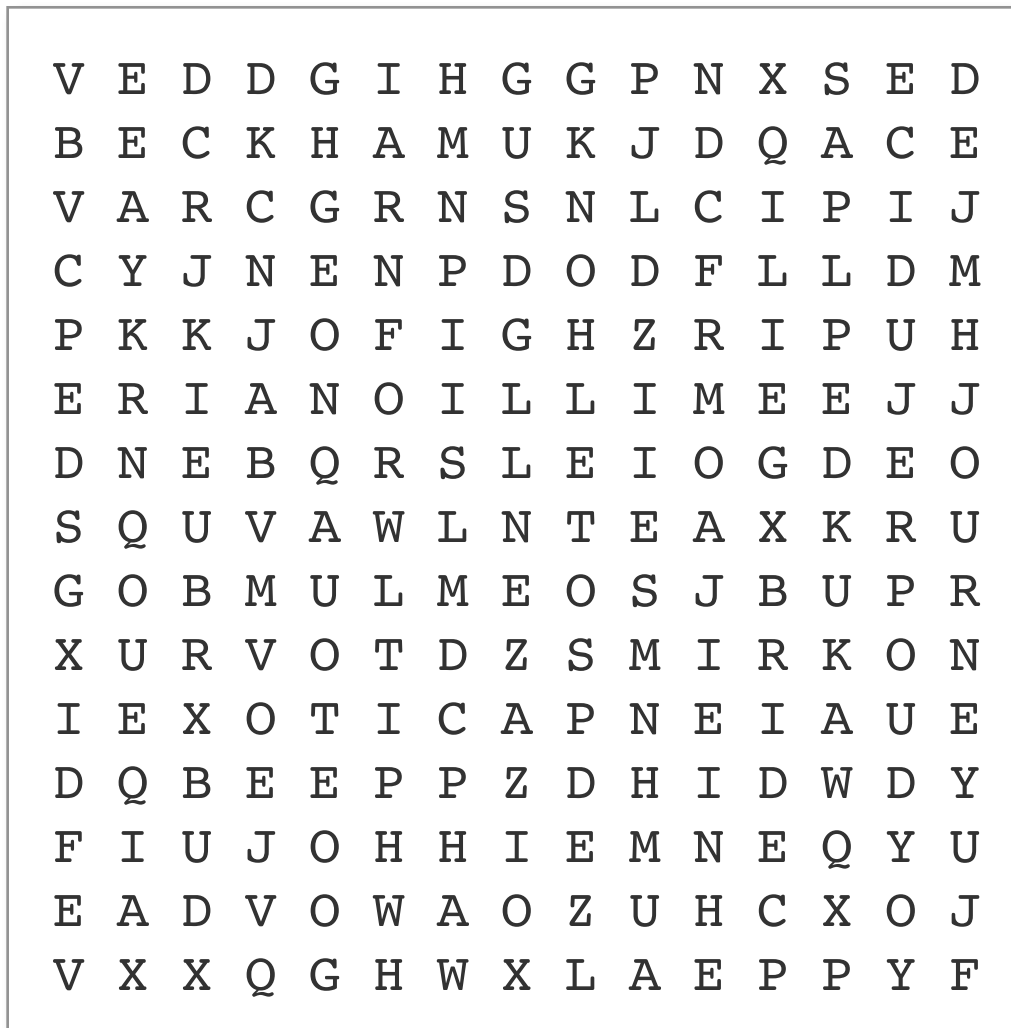 V E D D G I H G G P N X S E D
B E C K H A M U K J D Q A C E
V A R C G R N S N L C I P I J
C Y J N E N P D O D F L L D M
P K K J O F I G H Z R I P U H
E R I A N O I L L I M E E J J
D N E B Q R S L E I O G D E O
S Q U V A W L N T E A X K R U
G O B M U L M E O S J B U P R
X U R V O T D Z S M I R K O N
I E X O T I C A P N E I A U E
D Q B E E P P Z D H I D W D Y
F I U J O H H I E M N E Q Y U
E A D V O W A O Z U H C X O J
V X X Q G H W X L A E P P Y F